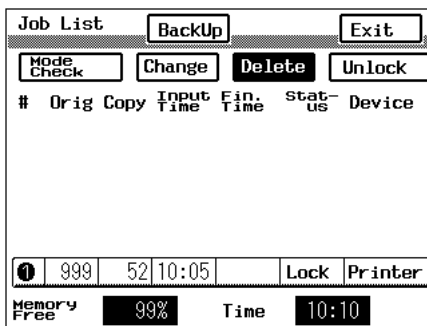 Job List BackUp Exit
Mode Check Change Delete Unlock
# Orig Copy Input Time Fin. Time Stat-us Device
1 999 52 10:05 Lock Printer
Memory Free 99% Time 10:10